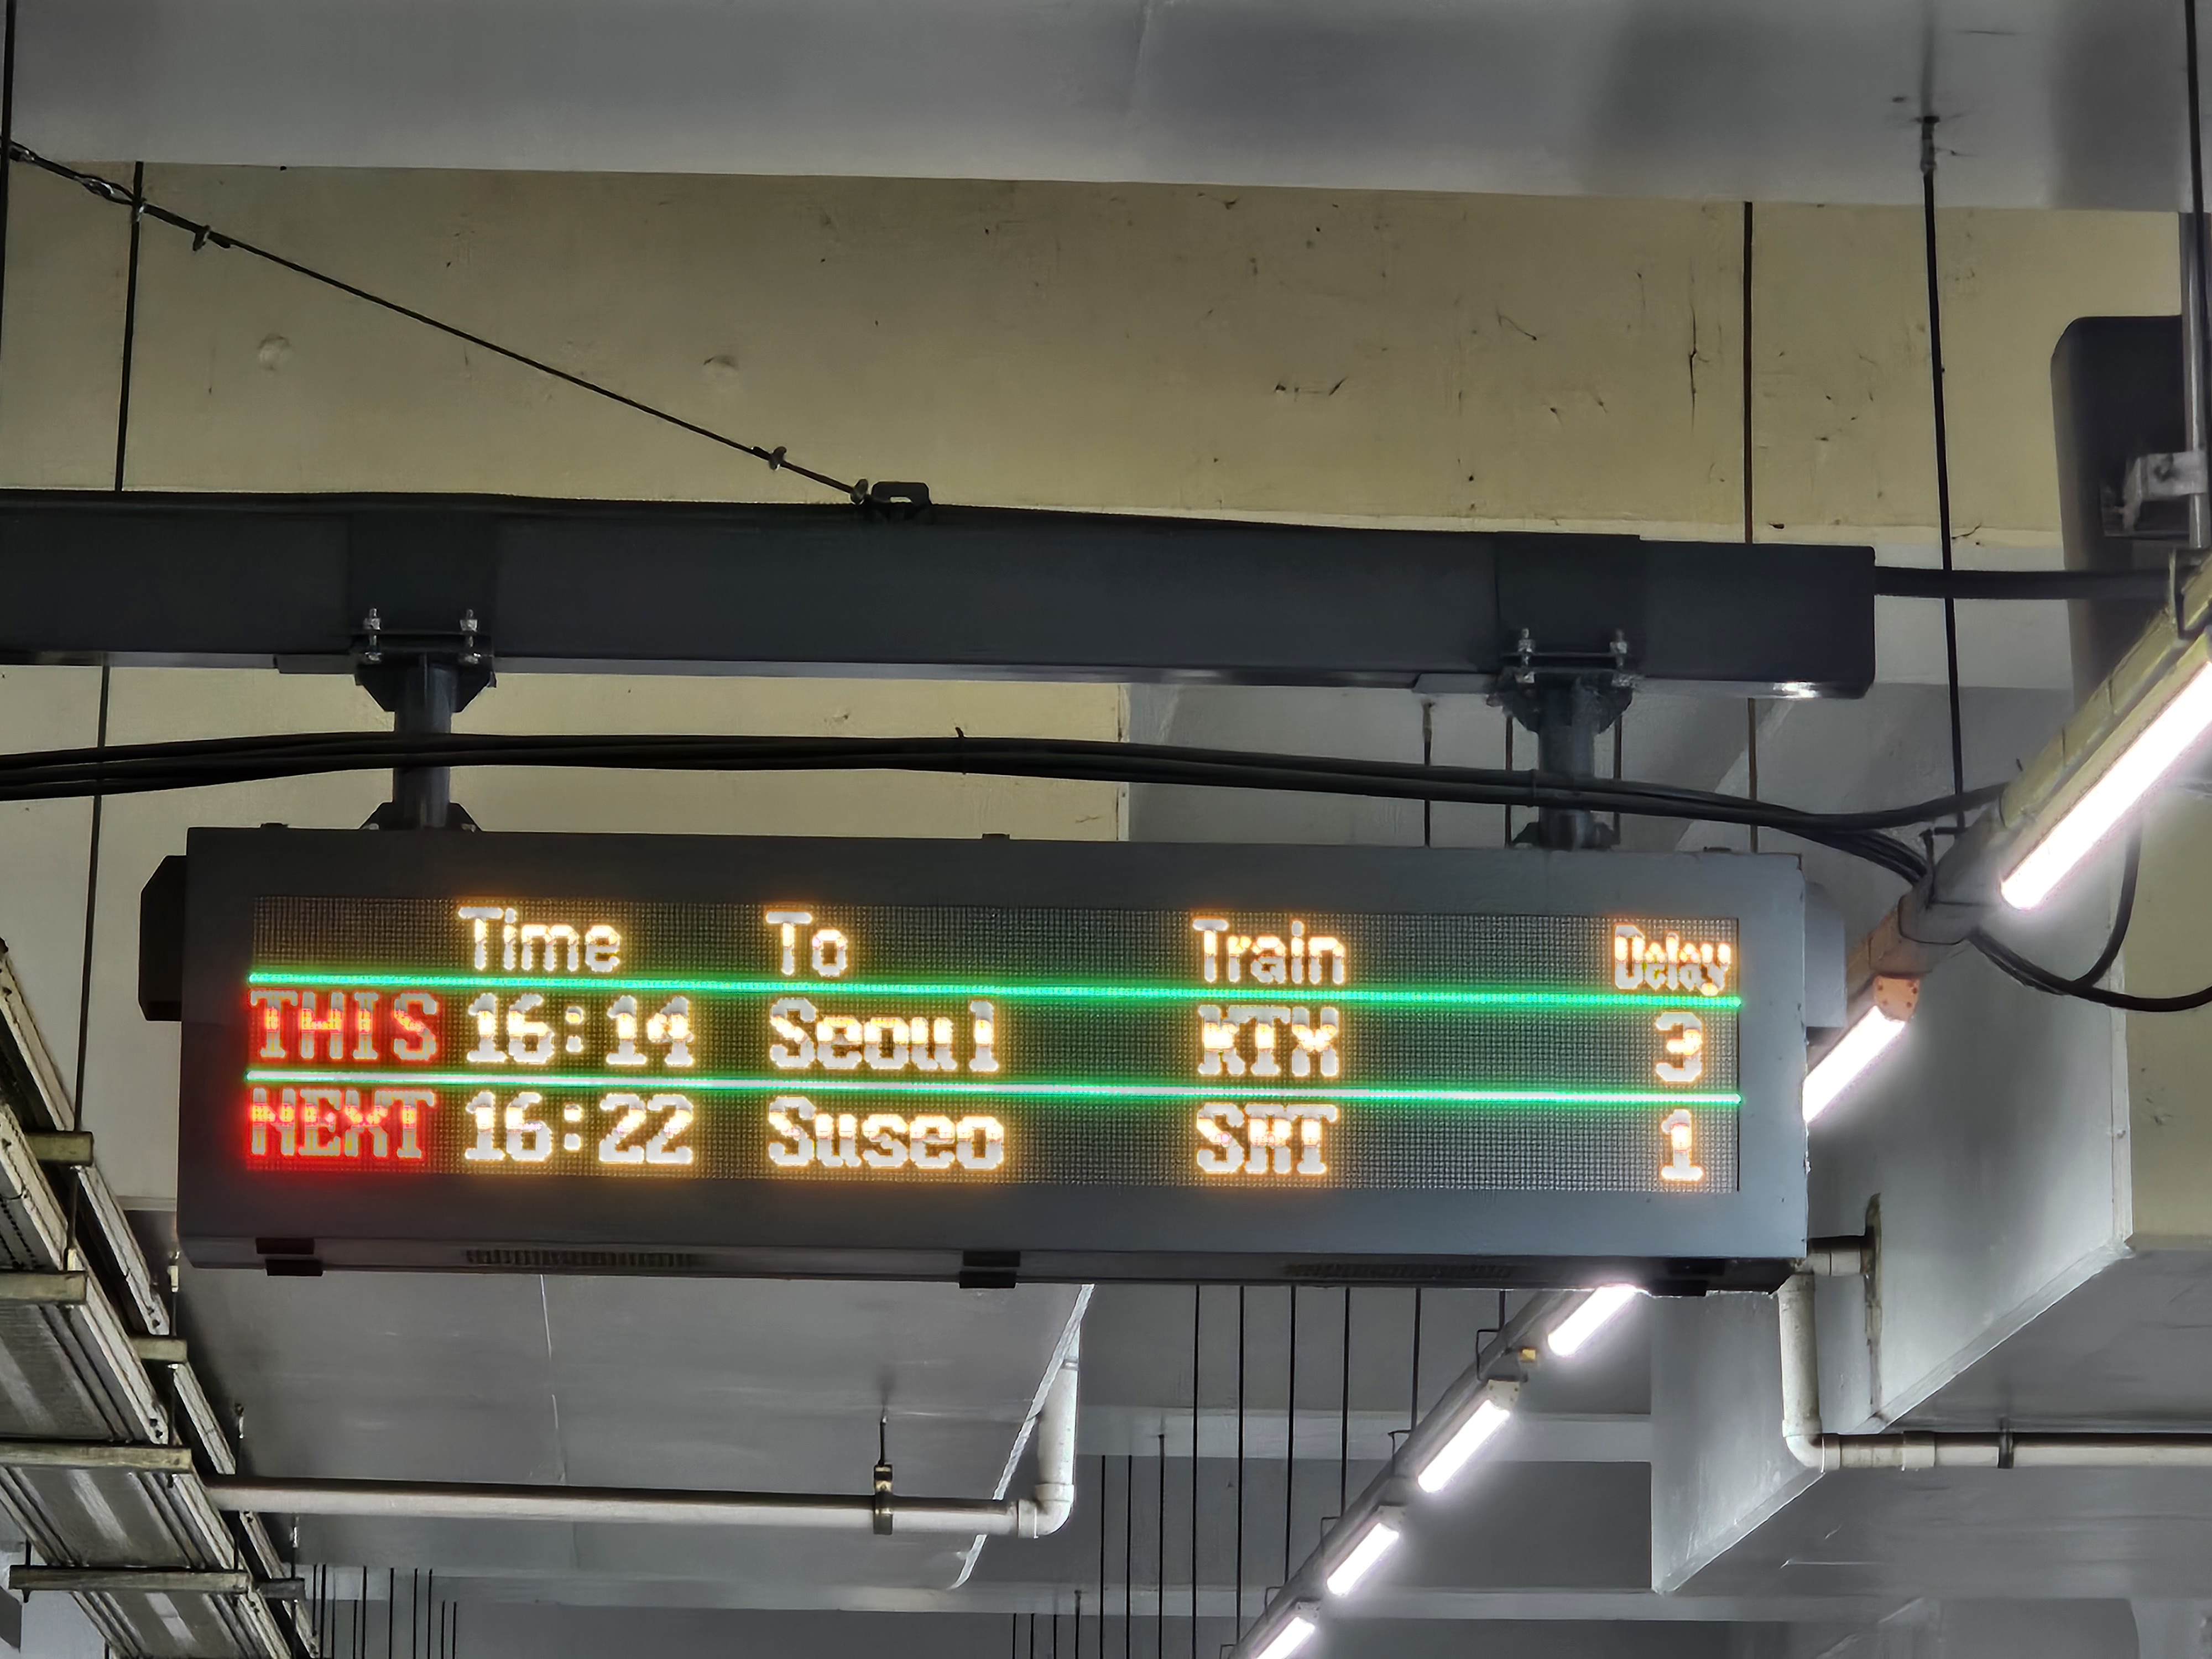 Time To Train Delay
THIS 16:14 Seoul KTX 3
NEXT 16:22 Suseo SRT 1